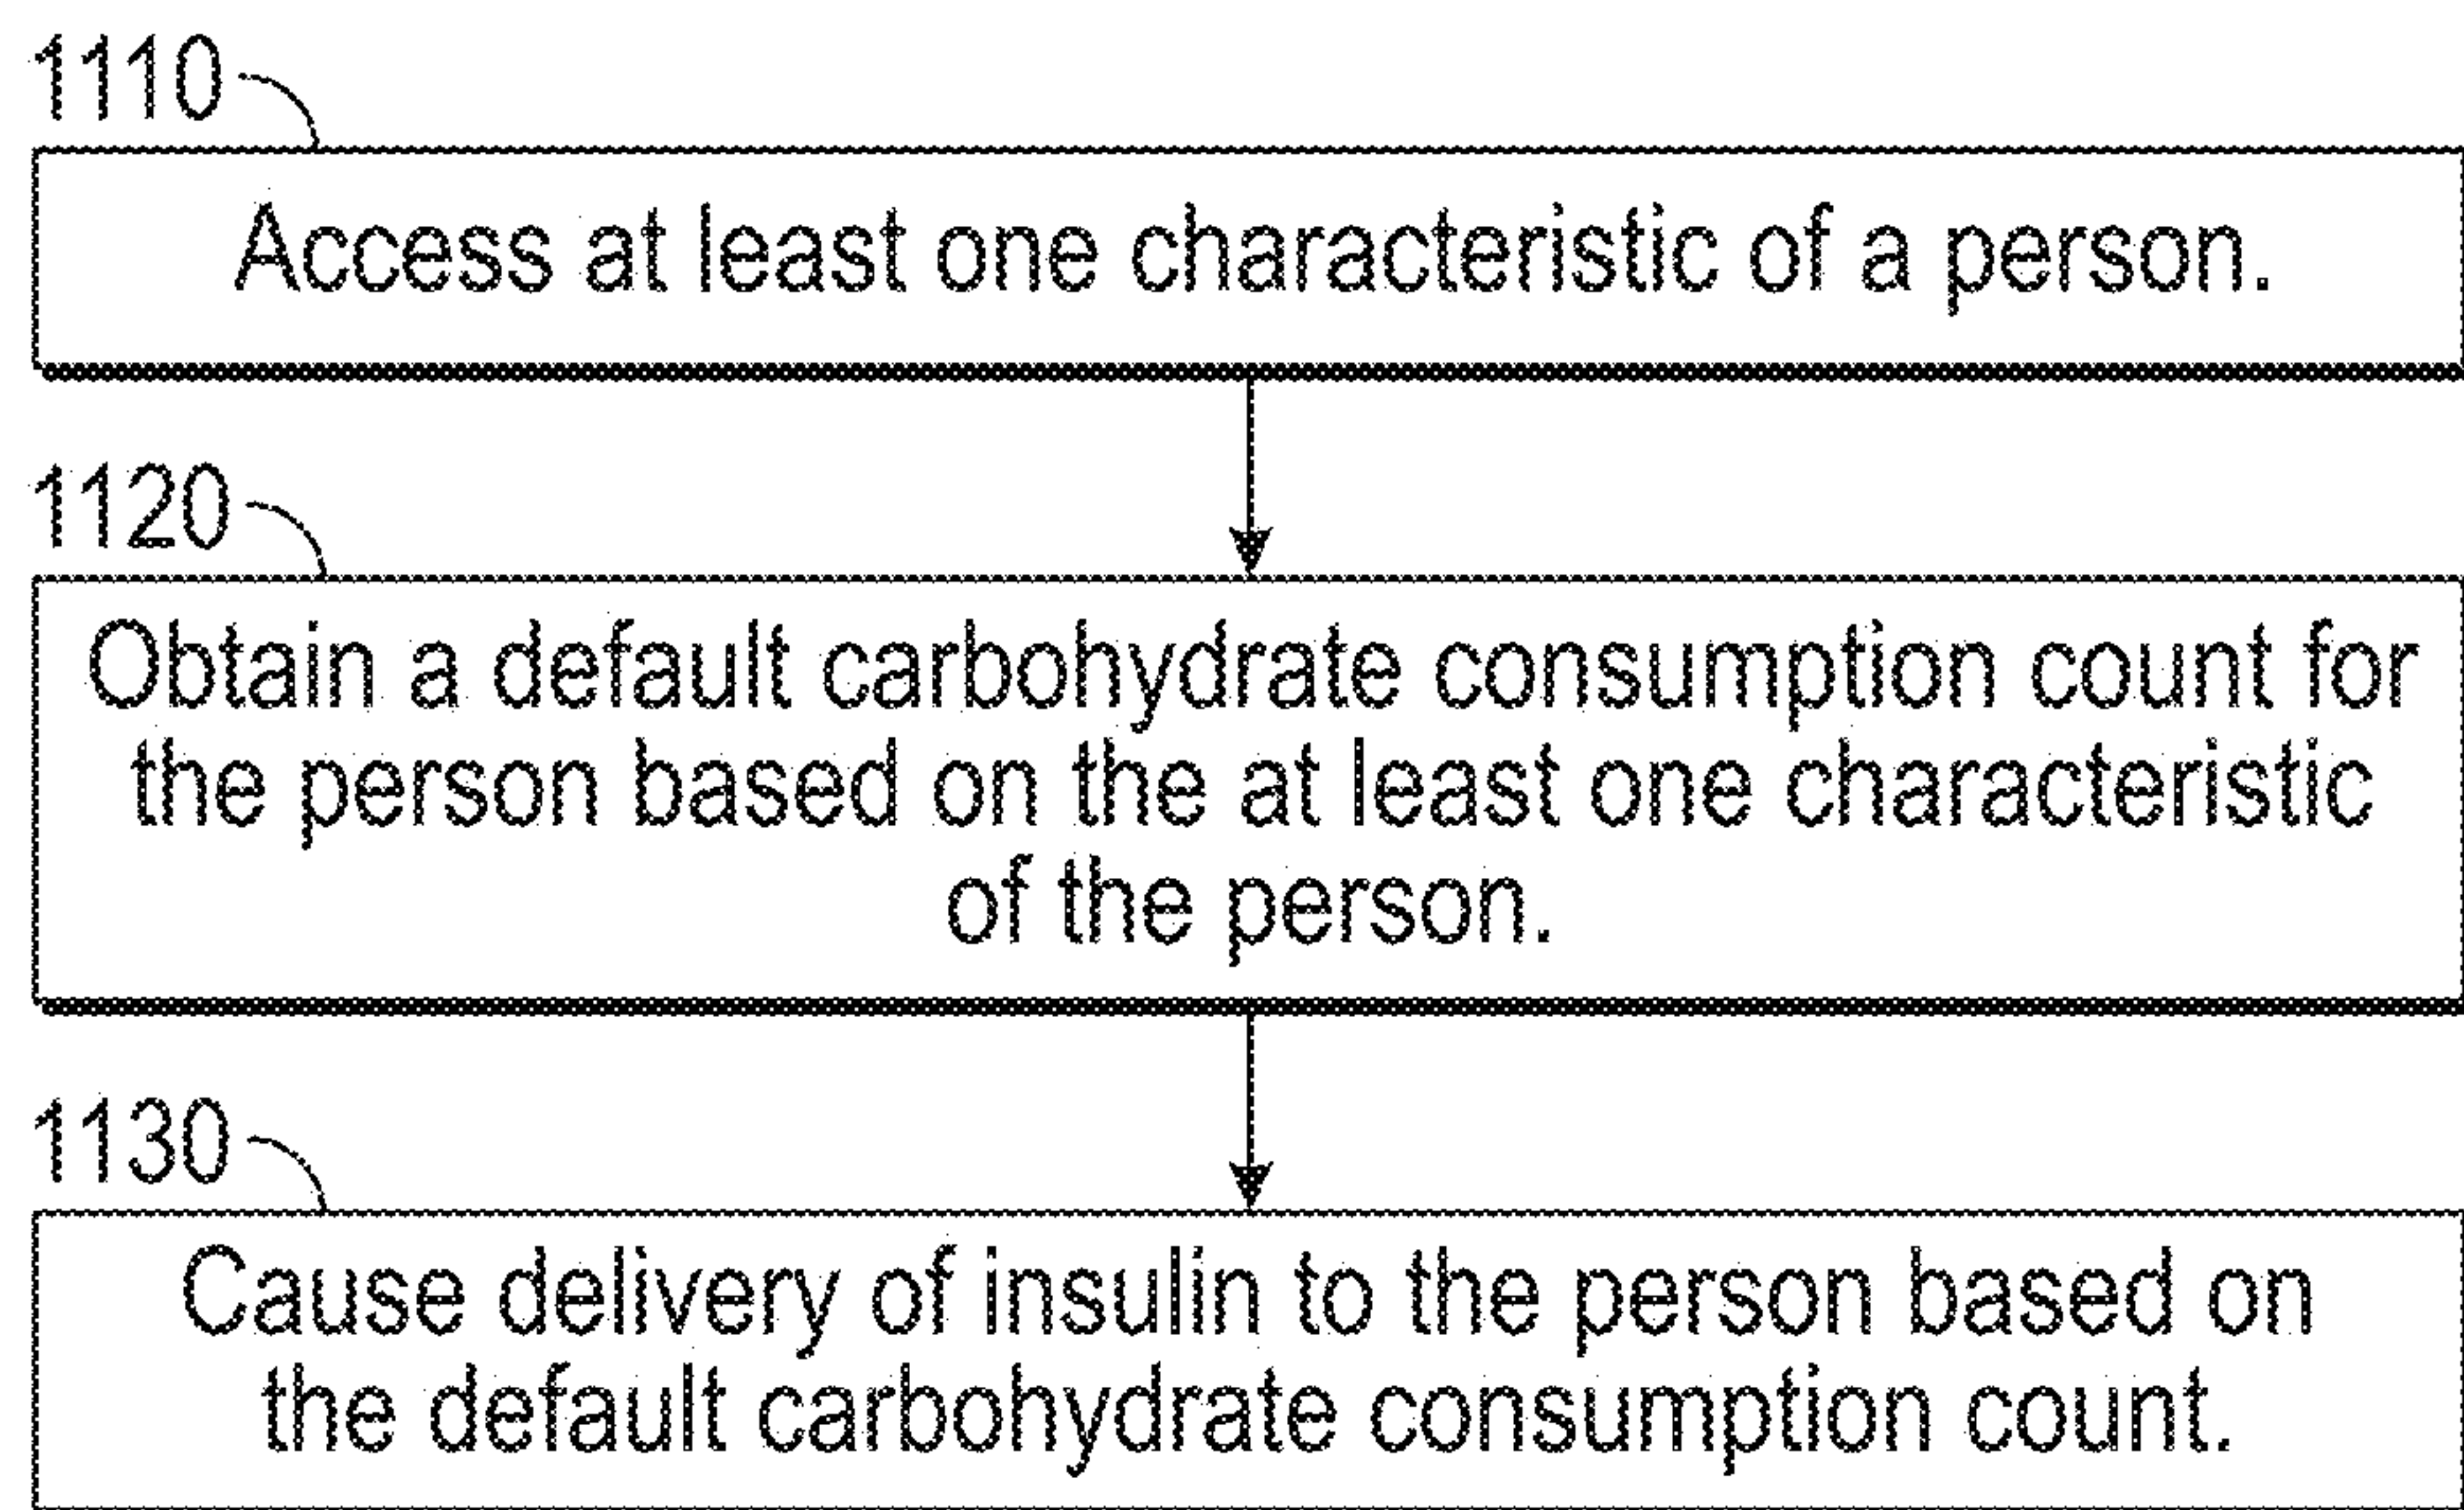 1110
Access at least one characteristic of a person.
1120
Obtain a default carbohydrate consumption count for
the person based on the at least one characteristic
of the person.
1130
Cause delivery of insulin to the person based on
the default carbohydrate consumption count.